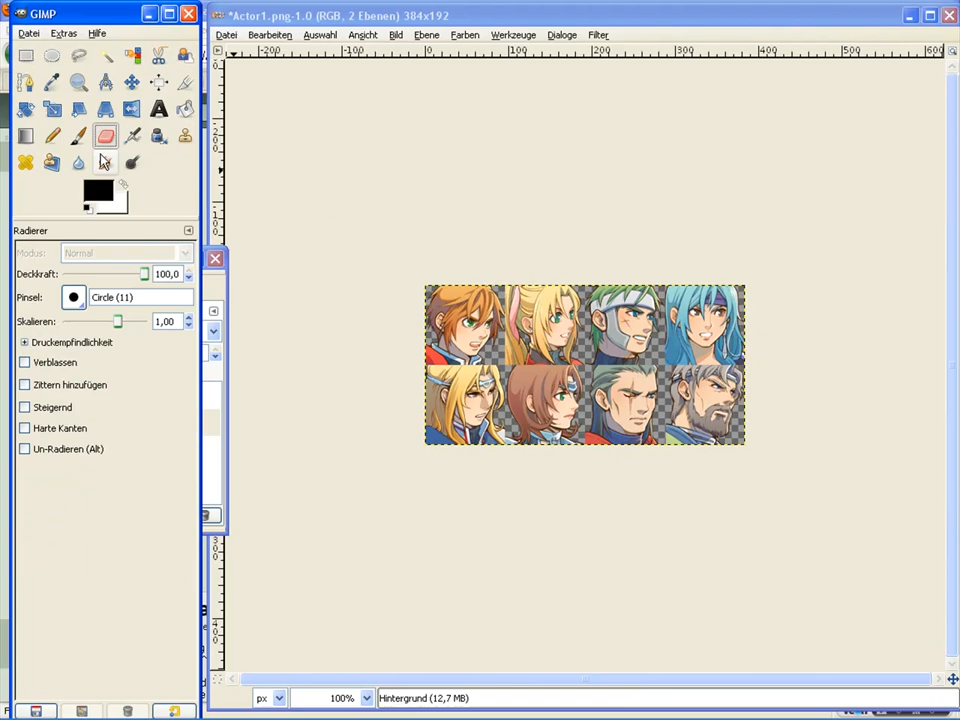 GIMP
*Actor1.png-1.0 (RGB, 2 Ebenen) 384x192
Datei Extras Hilfe
Datei Bearbeiten Auswahl Ansicht Bild Ebene Farben Werkzeuge Dialoge Filter
-200 -100 0 100 200 300 400 500 600
Radierer
Modus: Normal
Deckkraft: 100,0
Pinsel: Circle (11)
Skalieren: 1,00
Druckempfindlichkeit
Verblassen
Zittern hinzufügen
Steigernd
Harte Kanten
Un-Radieren (Alt)
px 100% Hintergrund (12,7 MB)